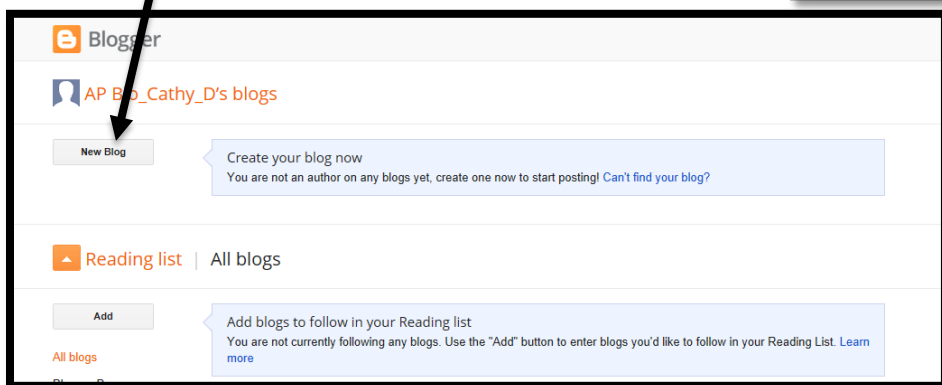 Blogger
AP Bio_Cathy_D's blogs
New Blog
Create your blog now
You are not an author on any blogs yet, create one now to start posting! Can't find your blog?
Reading list | All blogs
Add
Add blogs to follow in your Reading list
You are not currently following any blogs. Use the "Add" button to enter blogs you'd like to follow in your Reading List. Learn
more
All blogs